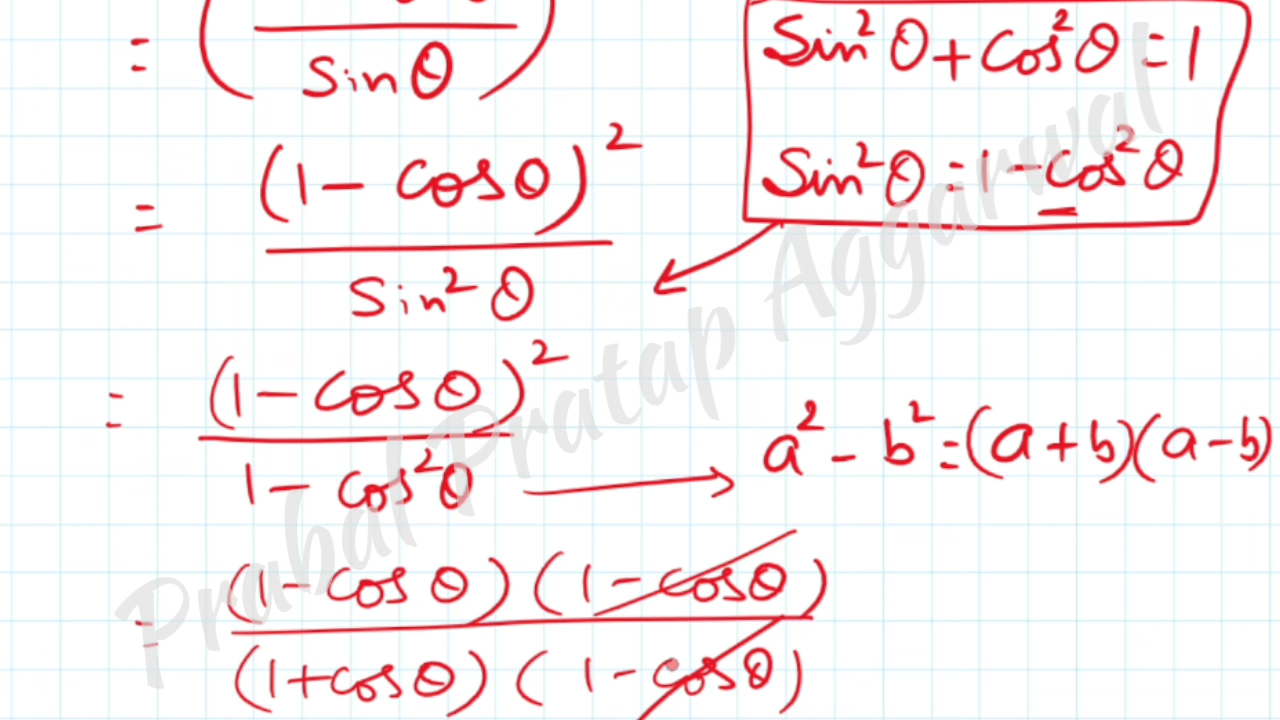 = ( / sinθ )
Sin²θ + Cos²θ = 1
Sin²θ = 1 - cos²θ
= (1 - cosθ)² / sin²θ
= (1 - cosθ)² / 1 - cos²θ
a² - b² = (a+b)(a-b)
= (1 - cosθ)(1 - cosθ) / (1+cosθ)(1 - cosθ)
Prabal Pratap Aggarwal